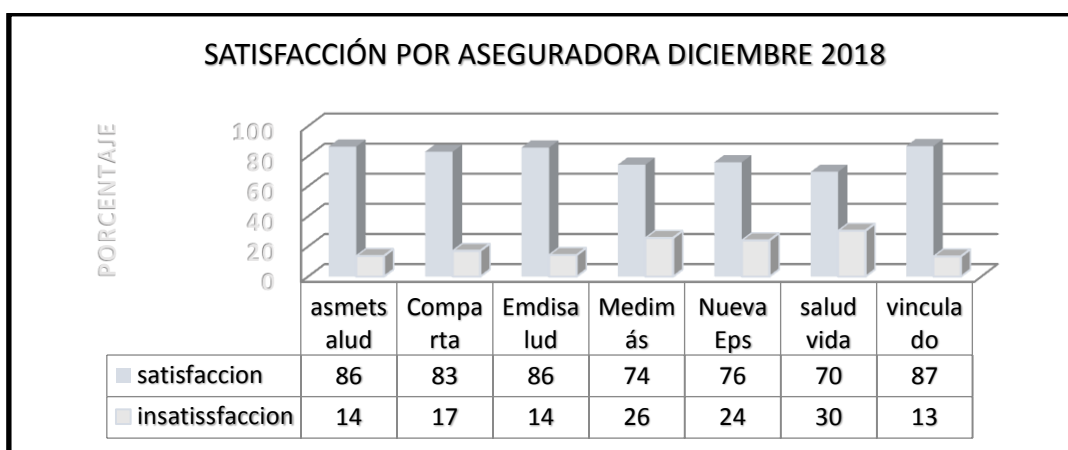 SATISFACCIÓN POR ASEGURADORA DICIEMBRE 2018
PORCENTAJE
100
80
60
40
20
0
asmets Compa Emdisa Medim Nueva salud vincula
alud rta lud ás Eps vida do
satisfaccion 86 83 86 74 76 70 87
insatissfaccion 14 17 14 26 24 30 13